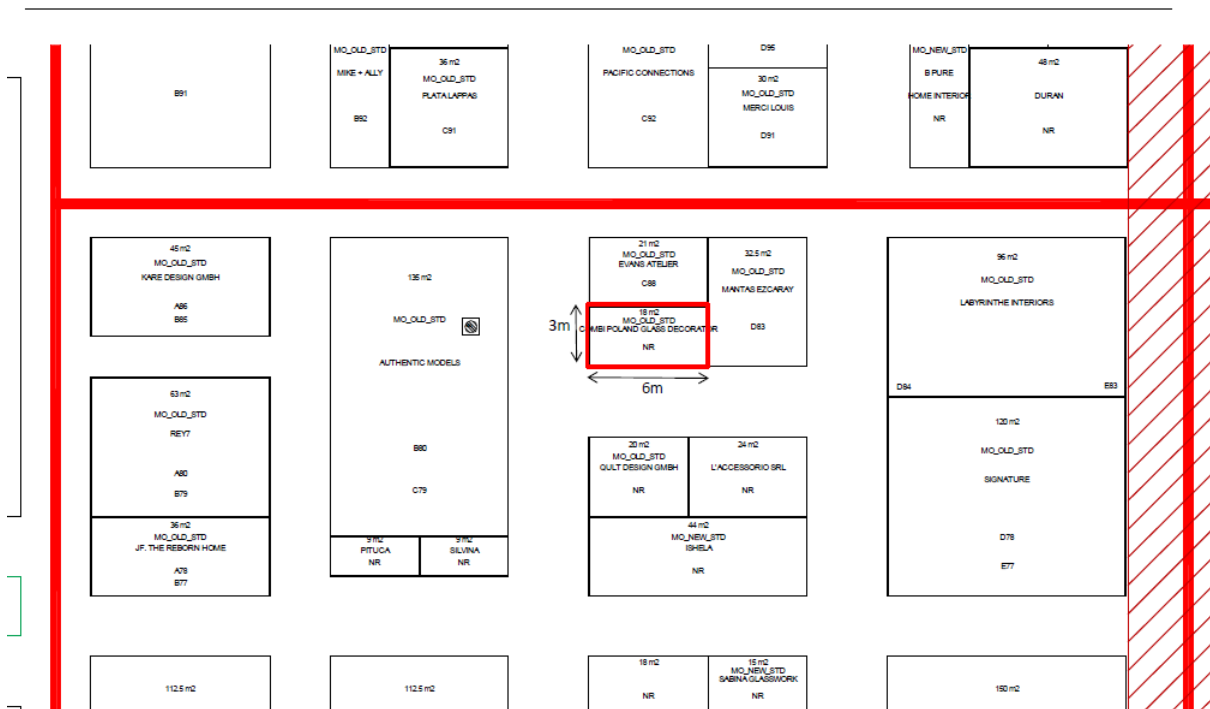 B91
MO_OLD_STD
MIKE + ALLY
B92
36 m2
MO_OLD_STD
PLATA LAPPAS
C91
MO_OLD_STD
PACIFIC CONNECTIONS
C92
D95
30 m2
MO_OLD_STD
MERCI LOUIS
D91
MO_NEW_STD
B PURE
HOME INTERIOR
NR
48 m2
DURAN
NR
45 m2
MO_OLD_STD
KARE DESIGN GMBH
A86
B85
135 m2
MO_OLD_STD
AUTHENTIC MODELS
B80
C79
21 m2
MO_OLD_STD
EVANS ATELIER
C88
32.5 m2
MO_OLD_STD
MANTAS EZCARAY
D83
3m
18 m2
MO_OLD_STD
COMBI POLAND GLASS DECORATOR
NR
6m
96 m2
MO_OLD_STD
LABYRINTHE INTERIORS
D84
E83
63 m2
MO_OLD_STD
REY7
A80
B79
20 m2
MO_OLD_STD
QULT DESIGN GMBH
NR
24 m2
L'ACCESSORIO SRL
NR
120 m2
MO_OLD_STD
SIGNATURE
D78
E77
36 m2
MO_OLD_STD
JF. THE REBORN HOME
A78
B77
9 m2
PITUCA
NR
9 m2
SILVINA
NR
44 m2
MO_NEW_STD
ISHELA
NR
112.5 m2
112.5 m2
18 m2
NR
15 m2
MO_NEW_STD
SABINA GLASSWORK
NR
150 m2